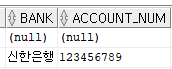 BANK ACCOUNT_NUM
(null) (null)
신한은행 123456789